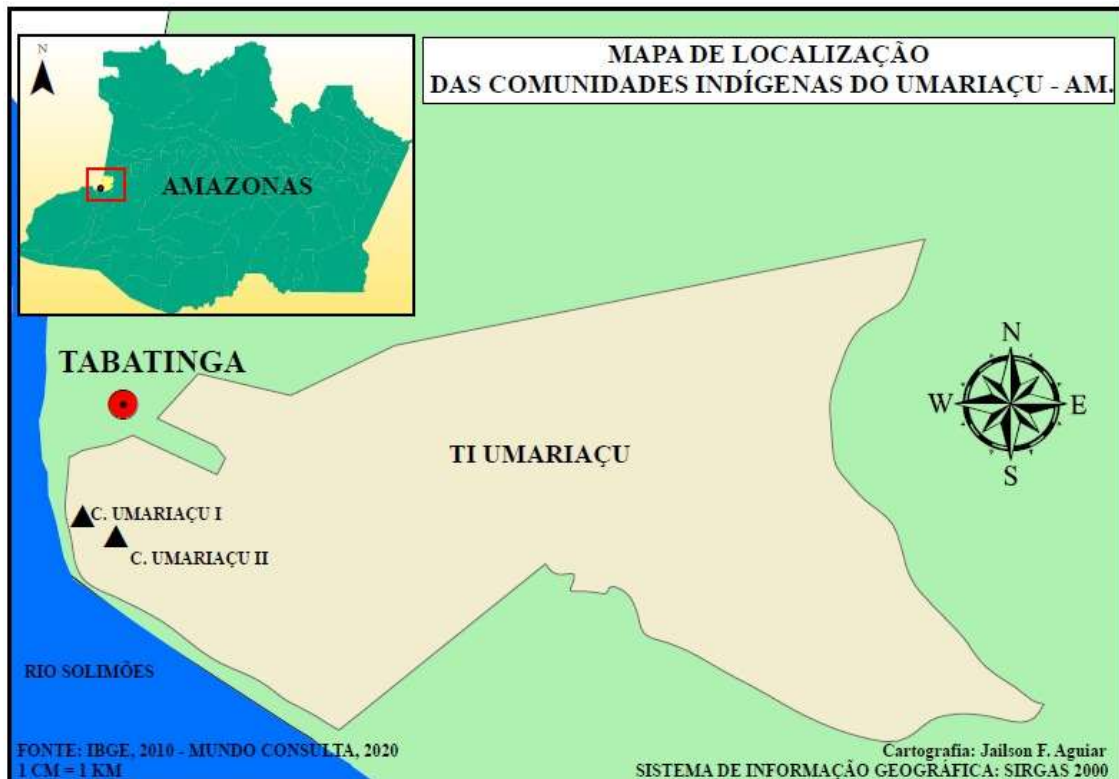 MAPA DE LOCALIZAÇÃO
DAS COMUNIDADES INDÍGENAS DO UMARIAÇU - AM.
N
AMAZONAS
TABATINGA
N
W E
S
TI UMARIAÇU
C. UMARIAÇU I
C. UMARIAÇU II
RIO SOLIMÕES
FONTE: IBGE, 2010 - MUNDO CONSULTA, 2020
1 CM = 1 KM
Cartografia: Jailson F. Aguiar
SISTEMA DE INFORMAÇÃO GEOGRÁFICA: SIRGAS 2000